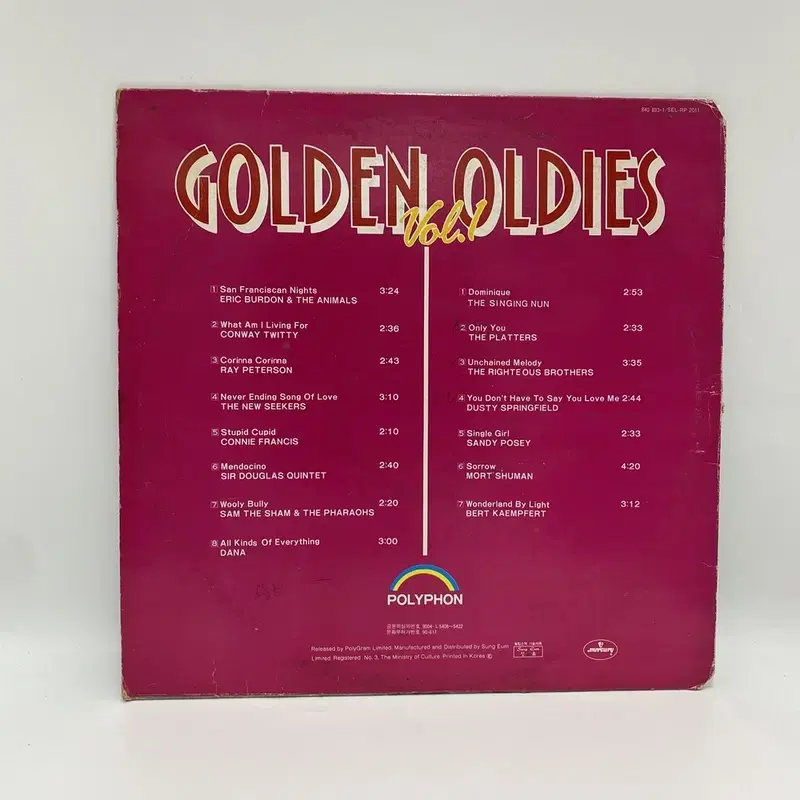 GOLDEN OLDIES
Vol.1
1 San Franciscan Nights 3:24
ERIC BURDON & THE ANIMALS
2 What Am I Living For 2:36
CONWAY TWITTY
3 Corinna Corinna 2:43
RAY PETERSON
4 Never Ending Song Of Love 3:10
THE NEW SEEKERS
5 Stupid Cupid 2:10
CONNIE FRANCIS
6 Mendocino 2:40
SIR DOUGLAS QUINTET
7 Wooly Bully 2:20
SAM THE SHAM & THE PHARAOHS
8 All Kinds Of Everything 3:00
DANA
1 Dominique 2:53
THE SINGING NUN
2 Only You 2:33
THE PLATTERS
3 Unchained Melody 3:35
THE RIGHTEOUS BROTHERS
4 You Don't Have To Say You Love Me 2:44
DUSTY SPRINGFIELD
5 Single Girl 2:33
SANDY POSEY
6 Sorrow 4:20
MORT SHUMAN
7 Wonderland By Light 3:12
BERT KAEMPFERT
POLYPHON
Released by PolyGram Limited. Manufactured and Distributed by Sung Eum
Limited. Registered No. 3, The Ministry of Culture. Printed in Korea
mercury